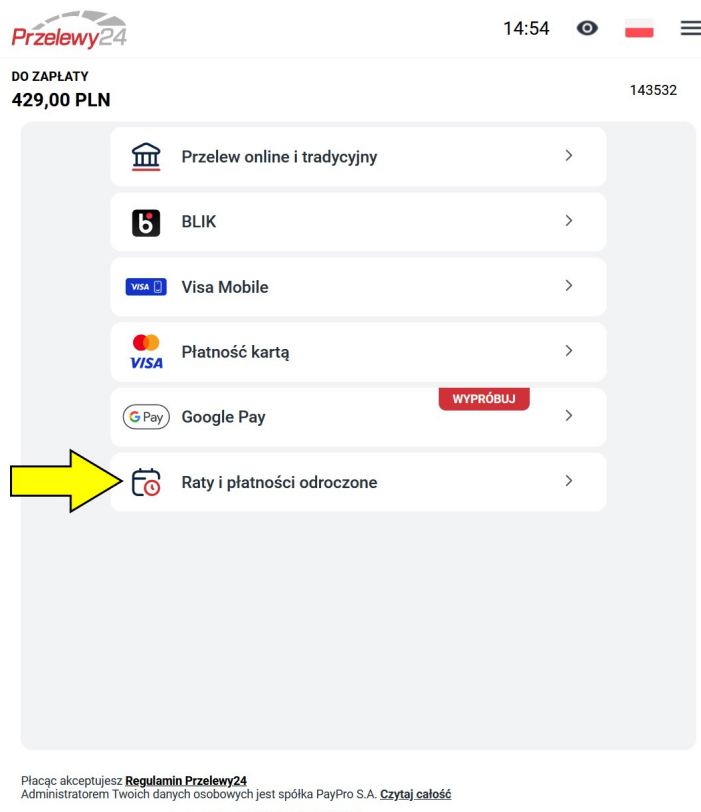 Przelewy24
14:54
DO ZAPŁATY
429,00 PLN
143532
Przelew online i tradycyjny
b BLIK
VISA Visa Mobile
VISA Płatność kartą
WYPRÓBUJ
G Pay Google Pay
Raty i płatności odroczone
Płacąc akceptujesz Regulamin Przelewy24
Administratorem Twoich danych osobowych jest spółka PayPro S.A. Czytaj całość